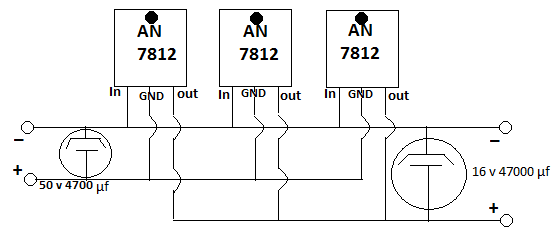 AN
7812
AN
7812
AN
7812
In GND out
In GND out
In GND out
–
–
+
50 v 4700 µf
16 v 47000 µf
+